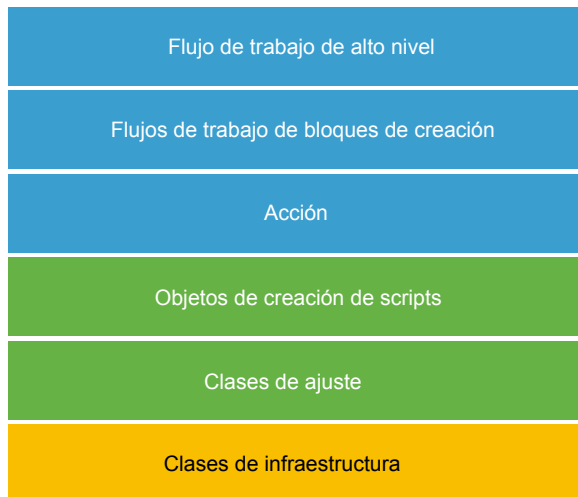 Flujo de trabajo de alto nivel
Flujos de trabajo de bloques de creación
Acción
Objetos de creación de scripts
Clases de ajuste
Clases de infraestructura